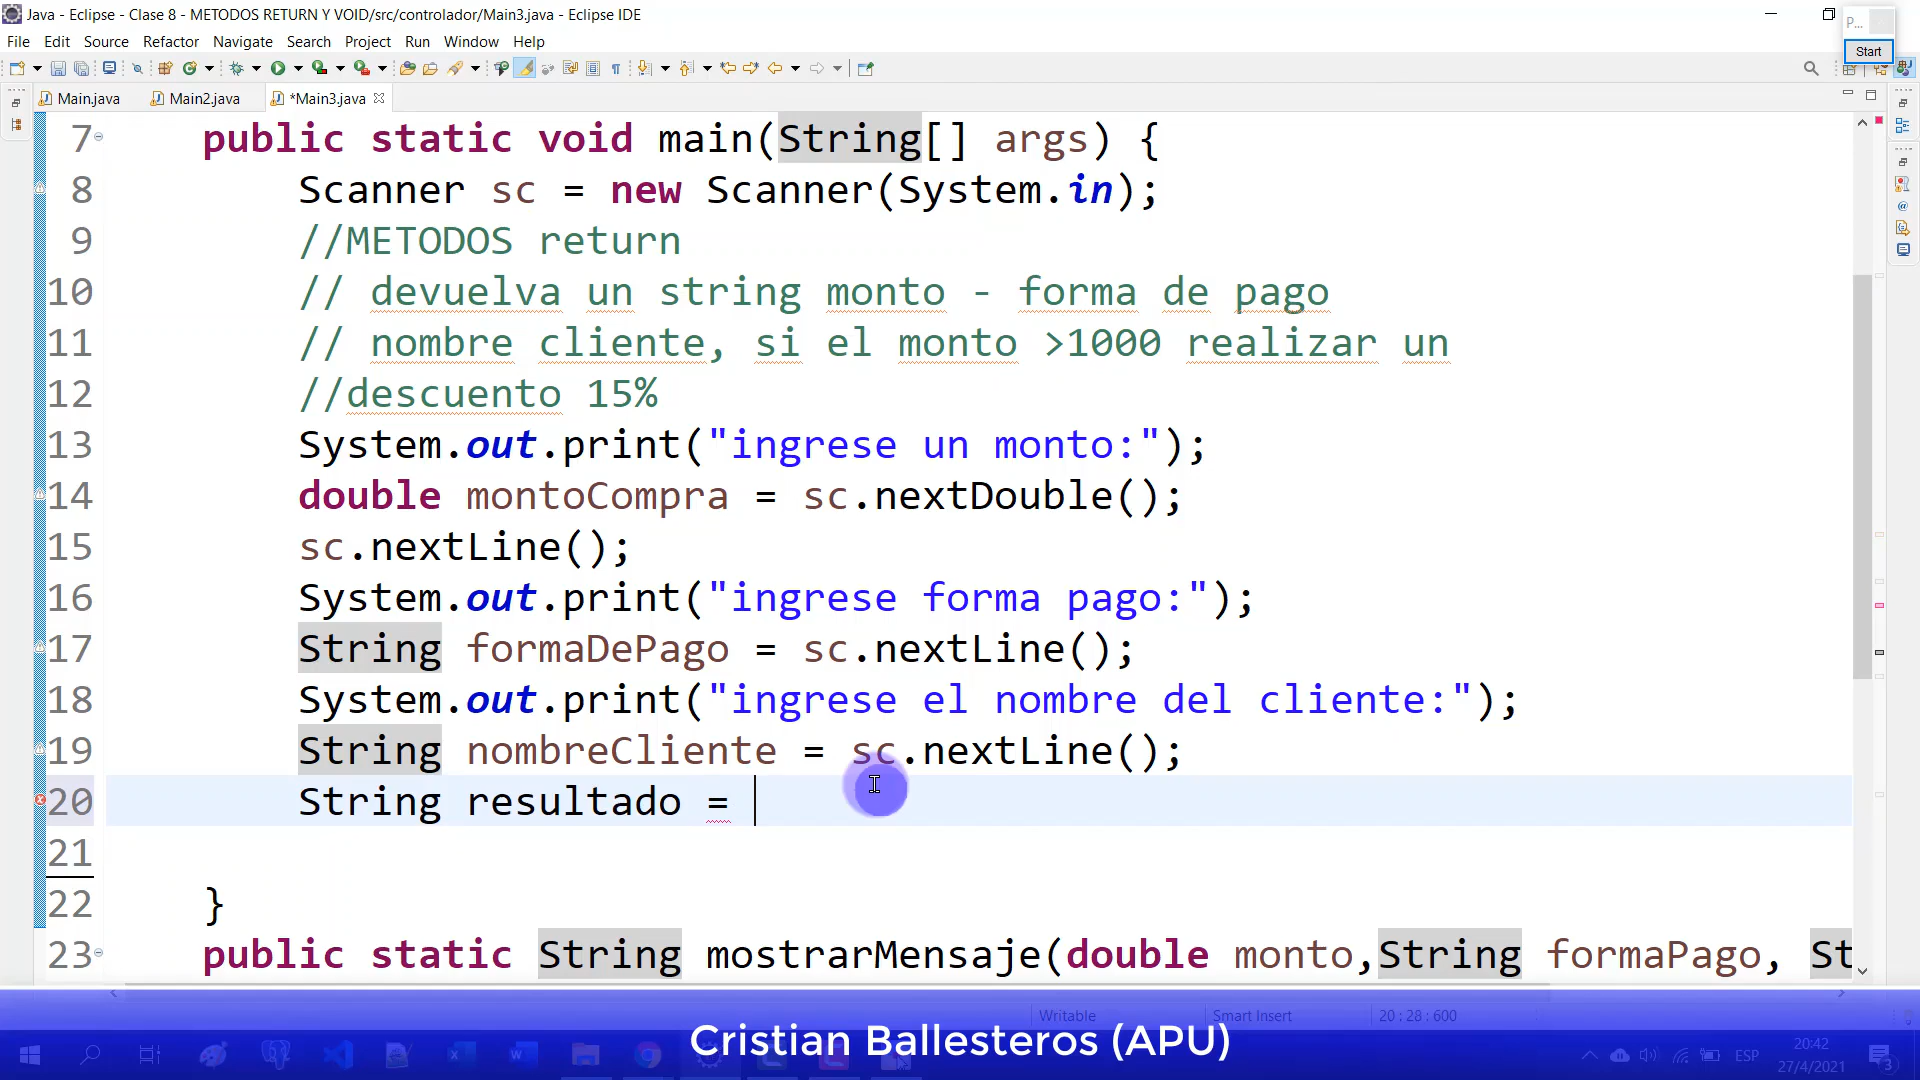 Java - Eclipse - Clase 8 - METODOS RETURN Y VOID/src/controlador/Main3.java - Eclipse IDE
P...
Start
File Edit Source Refactor Navigate Search Project Run Window Help
Main.java Main2.java *Main3.java
7 public static void main(String[] args) {
8 Scanner sc = new Scanner(System.in);
9 //METODOS return
10 // devuelva un string monto - forma de pago
11 // nombre cliente, si el monto >1000 realizar un
12 //descuento 15%
13 System.out.print("ingrese un monto:");
14 double montoCompra = sc.nextDouble();
15 sc.nextLine();
16 System.out.print("ingrese forma pago:");
17 String formaDePago = sc.nextLine();
18 System.out.print("ingrese el nombre del cliente:");
19 String nombreCliente = sc.nextLine();
20 String resultado =
21
22 }
23 public static String mostrarMensaje(double monto,String formaPago, St
Writable Smart Insert 20 : 28 : 600
Cristian Ballesteros (APU)
ESP
20:42
27/4/2021
3